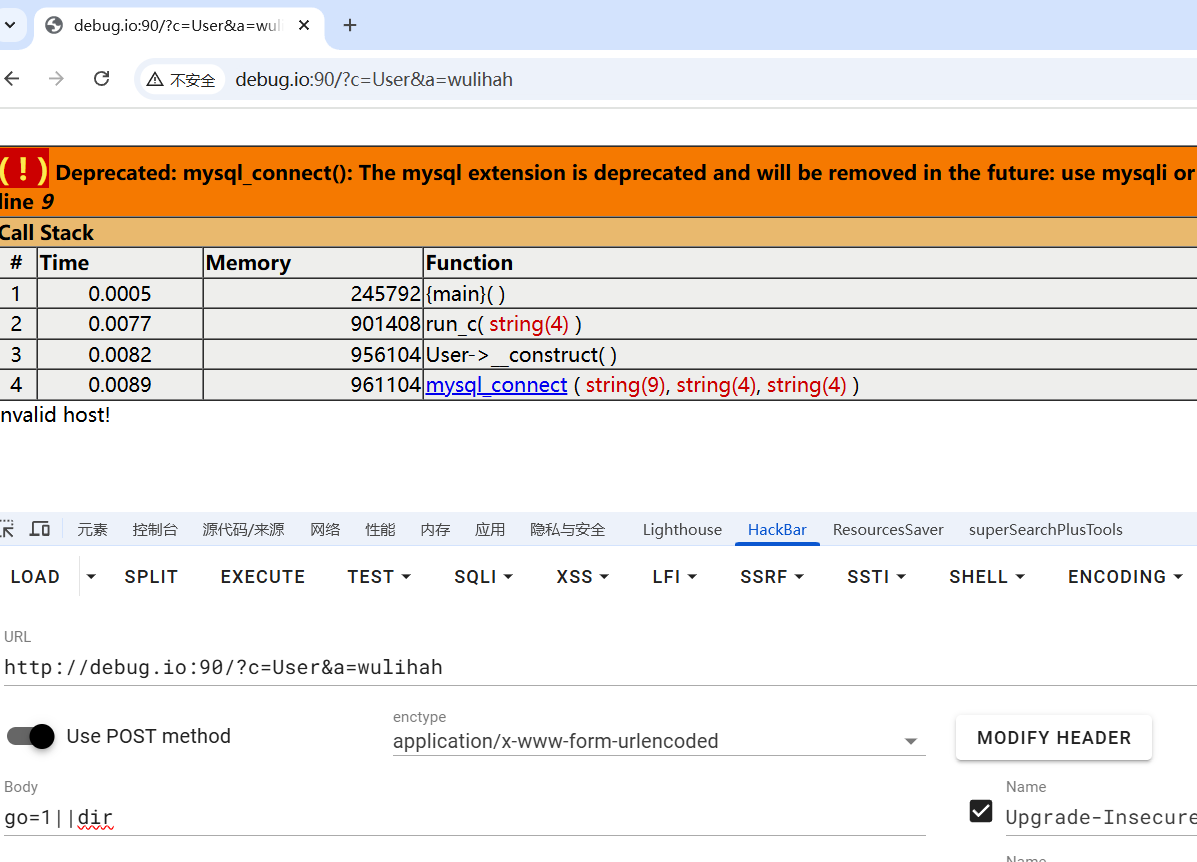 debug.io:90/?c=User&a=wul
不安全 debug.io:90/?c=User&a=wulihah
( ! ) Deprecated: mysql_connect(): The mysql extension is deprecated and will be removed in the future: use mysqli or
line 9
Call Stack
# Time Memory Function
1 0.0005 245792 {main}( )
2 0.0077 901408 run_c( string(4) )
3 0.0082 956104 User->__construct( )
4 0.0089 961104 mysql_connect ( string(9), string(4), string(4) )
nvalid host!
元素 控制台 源代码/来源 网络 性能 内存 应用 隐私与安全 Lighthouse HackBar ResourcesSaver superSearchPlusTools
LOAD SPLIT EXECUTE TEST SQLI XSS LFI SSRF SSTI SHELL ENCODING
URL
http://debug.io:90/?c=User&a=wulihah
Use POST method
enctype
application/x-www-form-urlencoded
MODIFY HEADER
Body
go=1||dir
Name
Upgrade-Insecure
Name